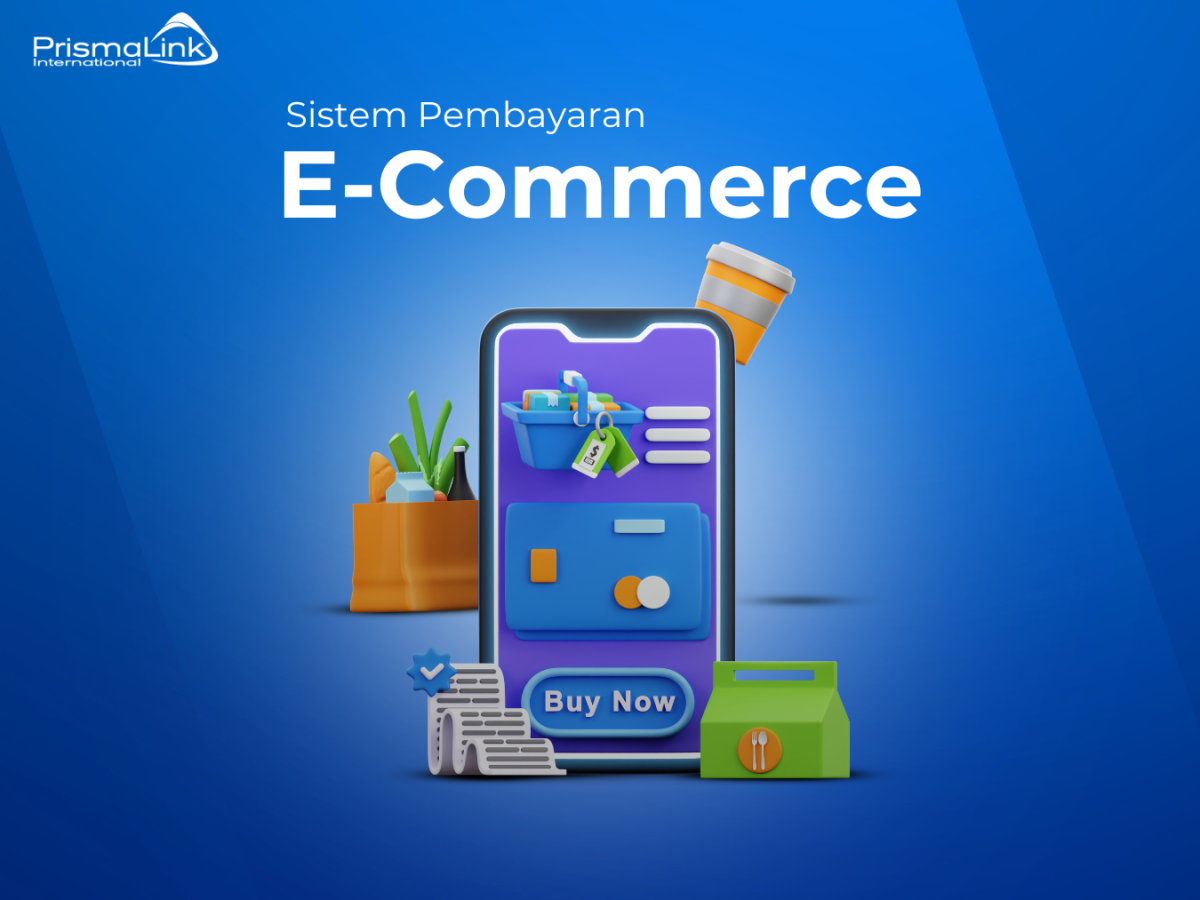 PrismaLink
International
Sistem Pembayaran
E-Commerce
$
Buy Now